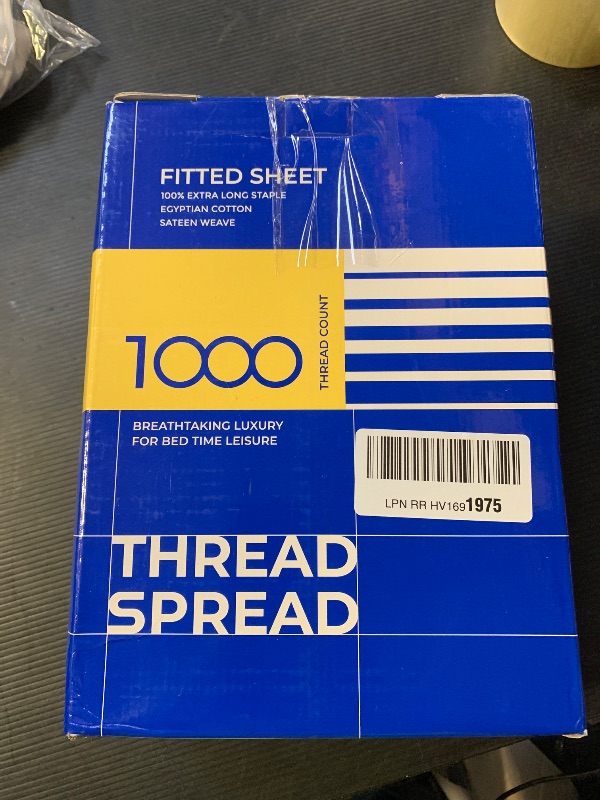 FITTED SHEET
100% EXTRA LONG STAPLE
EGYPTIAN COTTON
SATEEN WEAVE
1000
THREAD COUNT
BREATHTAKING LUXURY
FOR BED TIME LEISURE
LPN RR HV1691975
THREAD
SPREAD